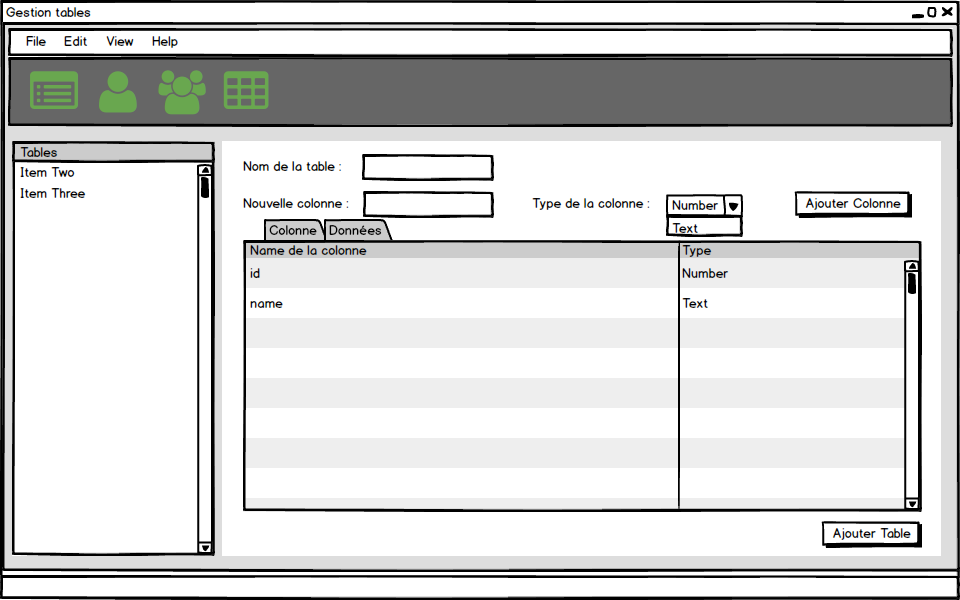 Gestion tables
File Edit View Help
Tables
Item Two
Item Three
Nom de la table :
Nouvelle colonne :
Type de la colonne :
Number
Text
Ajouter Colonne
Colonne Données
Name de la colonne Type
id Number
name Text
Ajouter Table